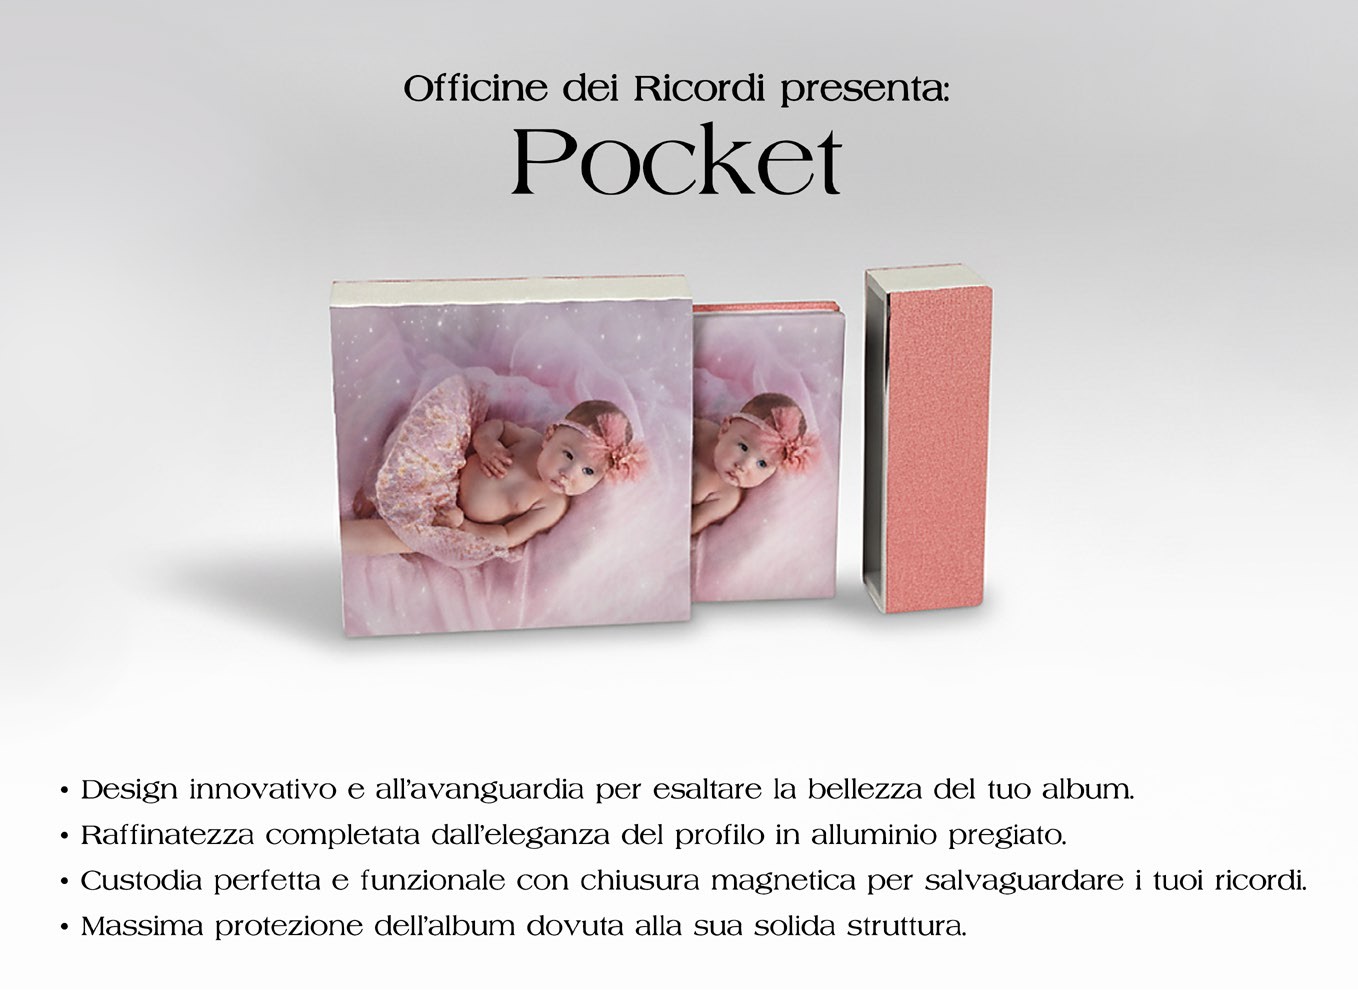 Officine dei Ricordi presenta:
Pocket
• Design innovativo e all'avanguardia per esaltare la bellezza del tuo album.
• Raffinatezza completata dall'eleganza del profilo in alluminio pregiato.
• Custodia perfetta e funzionale con chiusura magnetica per salvaguardare i tuoi ricordi.
• Massima protezione dell'album dovuta alla sua solida struttura.